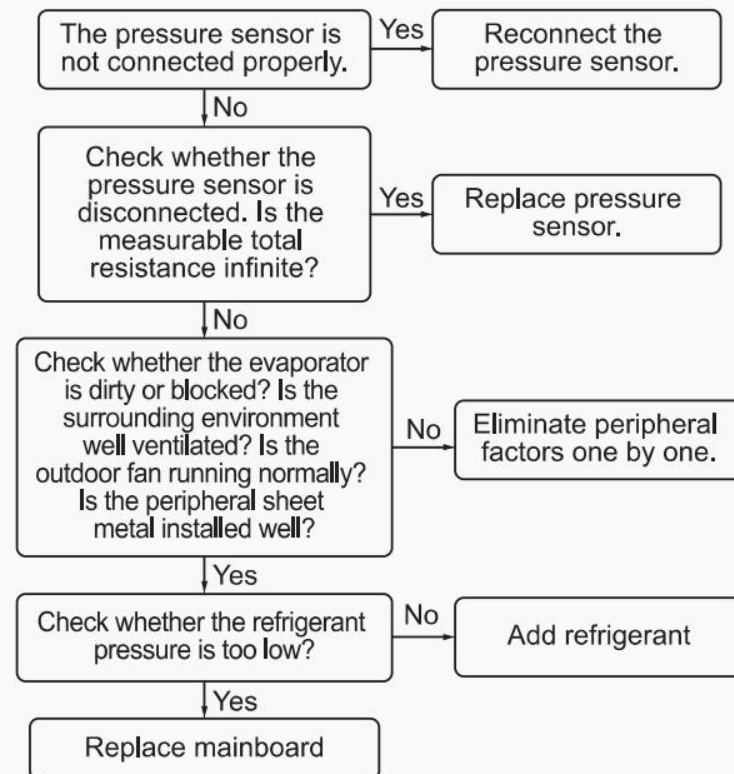 The pressure sensor is
not connected properly.
Yes
Reconnect the
pressure sensor.
No
Check whether the
pressure sensor is
disconnected. Is the
measurable total
resistance infinite?
Yes
Replace pressure
sensor.
No
Check whether the evaporator
is dirty or blocked? Is the
surrounding environment
well ventilated? Is the
outdoor fan running normally?
Is the peripheral sheet
metal installed well?
No
Eliminate peripheral
factors one by one.
Yes
Check whether the refrigerant
pressure is too low?
No
Add refrigerant
Yes
Replace mainboard